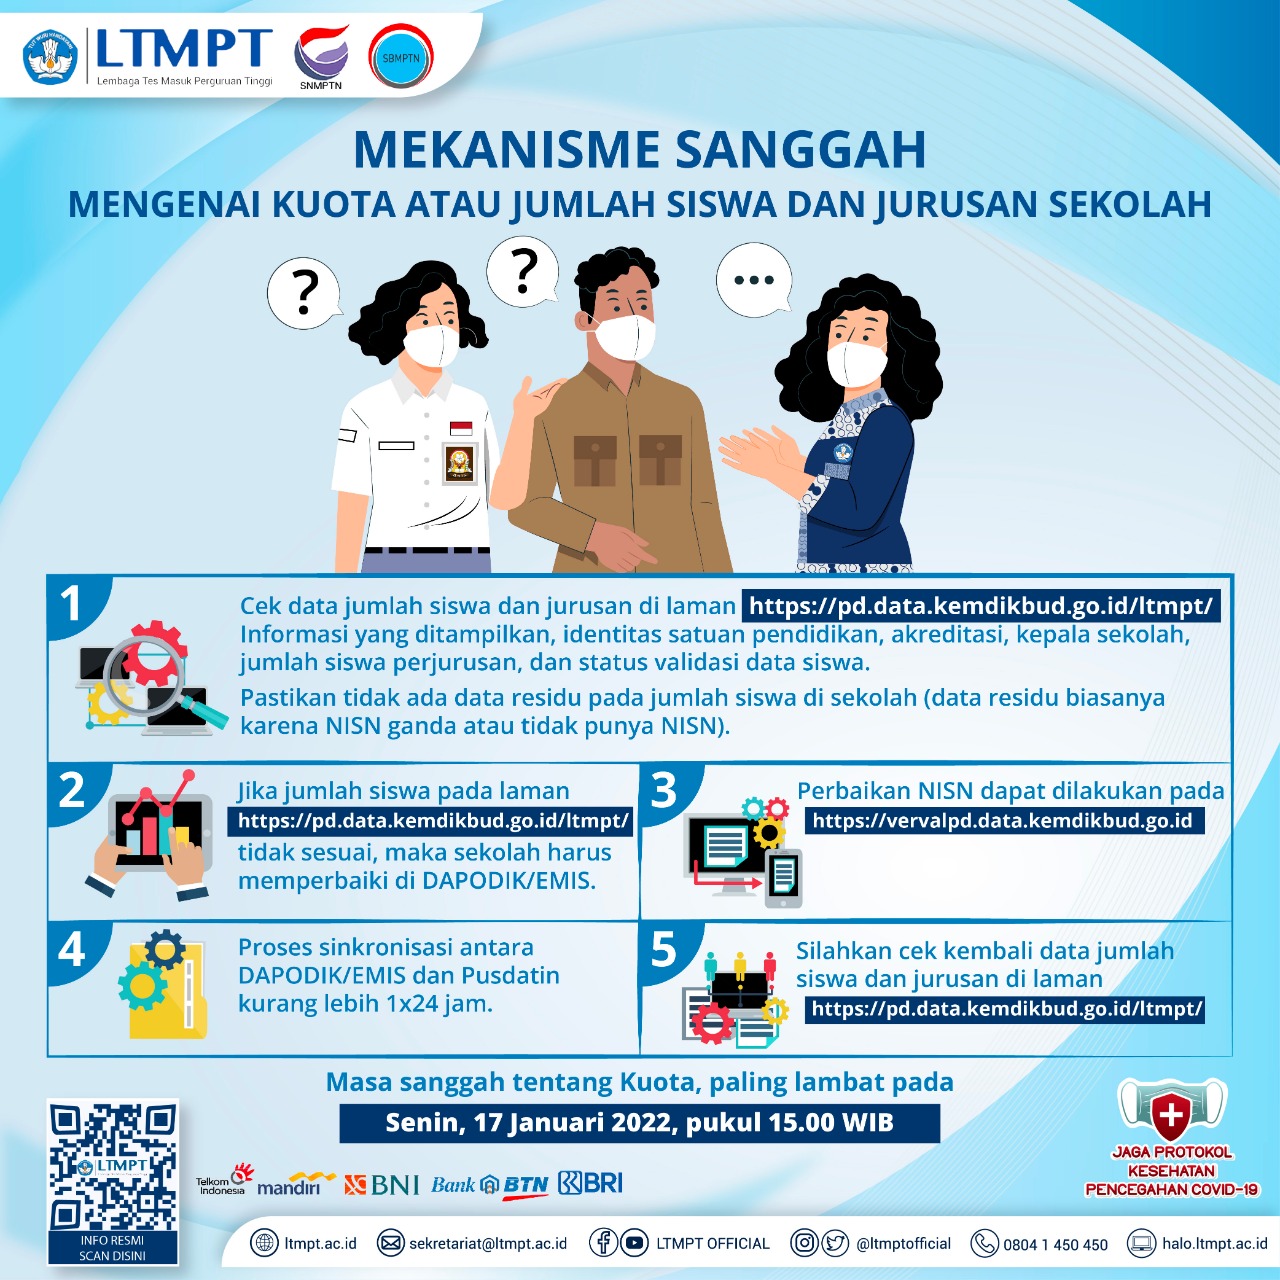 LTMPT
Lembaga Tes Masuk Perguruan Tinggi
SNMPTN
SBMPTN
MEKANISME SANGGAH
MENGENAI KUOTA ATAU JUMLAH SISWA DAN JURUSAN SEKOLAH
?
?
...
1
Cek data jumlah siswa dan jurusan di laman https://pd.data.kemdikbud.go.id/ltmpt/
Informasi yang ditampilkan, identitas satuan pendidikan, akreditasi, kepala sekolah,
jumlah siswa perjurusan, dan status validasi data siswa.
Pastikan tidak ada data residu pada jumlah siswa di sekolah (data residu biasanya
karena NISN ganda atau tidak punya NISN).
2
Jika jumlah siswa pada laman
https://pd.data.kemdikbud.go.id/ltmpt/
tidak sesuai, maka sekolah harus
memperbaiki di DAPODIK/EMIS.
3
Perbaikan NISN dapat dilakukan pada
https://vervalpd.data.kemdikbud.go.id
4
Proses sinkronisasi antara
DAPODIK/EMIS dan Pusdatin
kurang lebih 1x24 jam.
5
Silahkan cek kembali data jumlah
siswa dan jurusan di laman
https://pd.data.kemdikbud.go.id/ltmpt/
Masa sanggah tentang Kuota, paling lambat pada
Senin, 17 Januari 2022, pukul 15.00 WIB
LTMPT
INFO RESMI
SCAN DISINI
Telkom
Indonesia
mandiri
BNI
Bank BTN
BRI
JAGA PROTOKOL
KESEHATAN
PENCEGAHAN COVID-19
ltmpt.ac.id
sekretariat@ltmpt.ac.id
LTMPT OFFICIAL
@ltmptofficial
0804 1 450 450
halo.ltmpt.ac.id